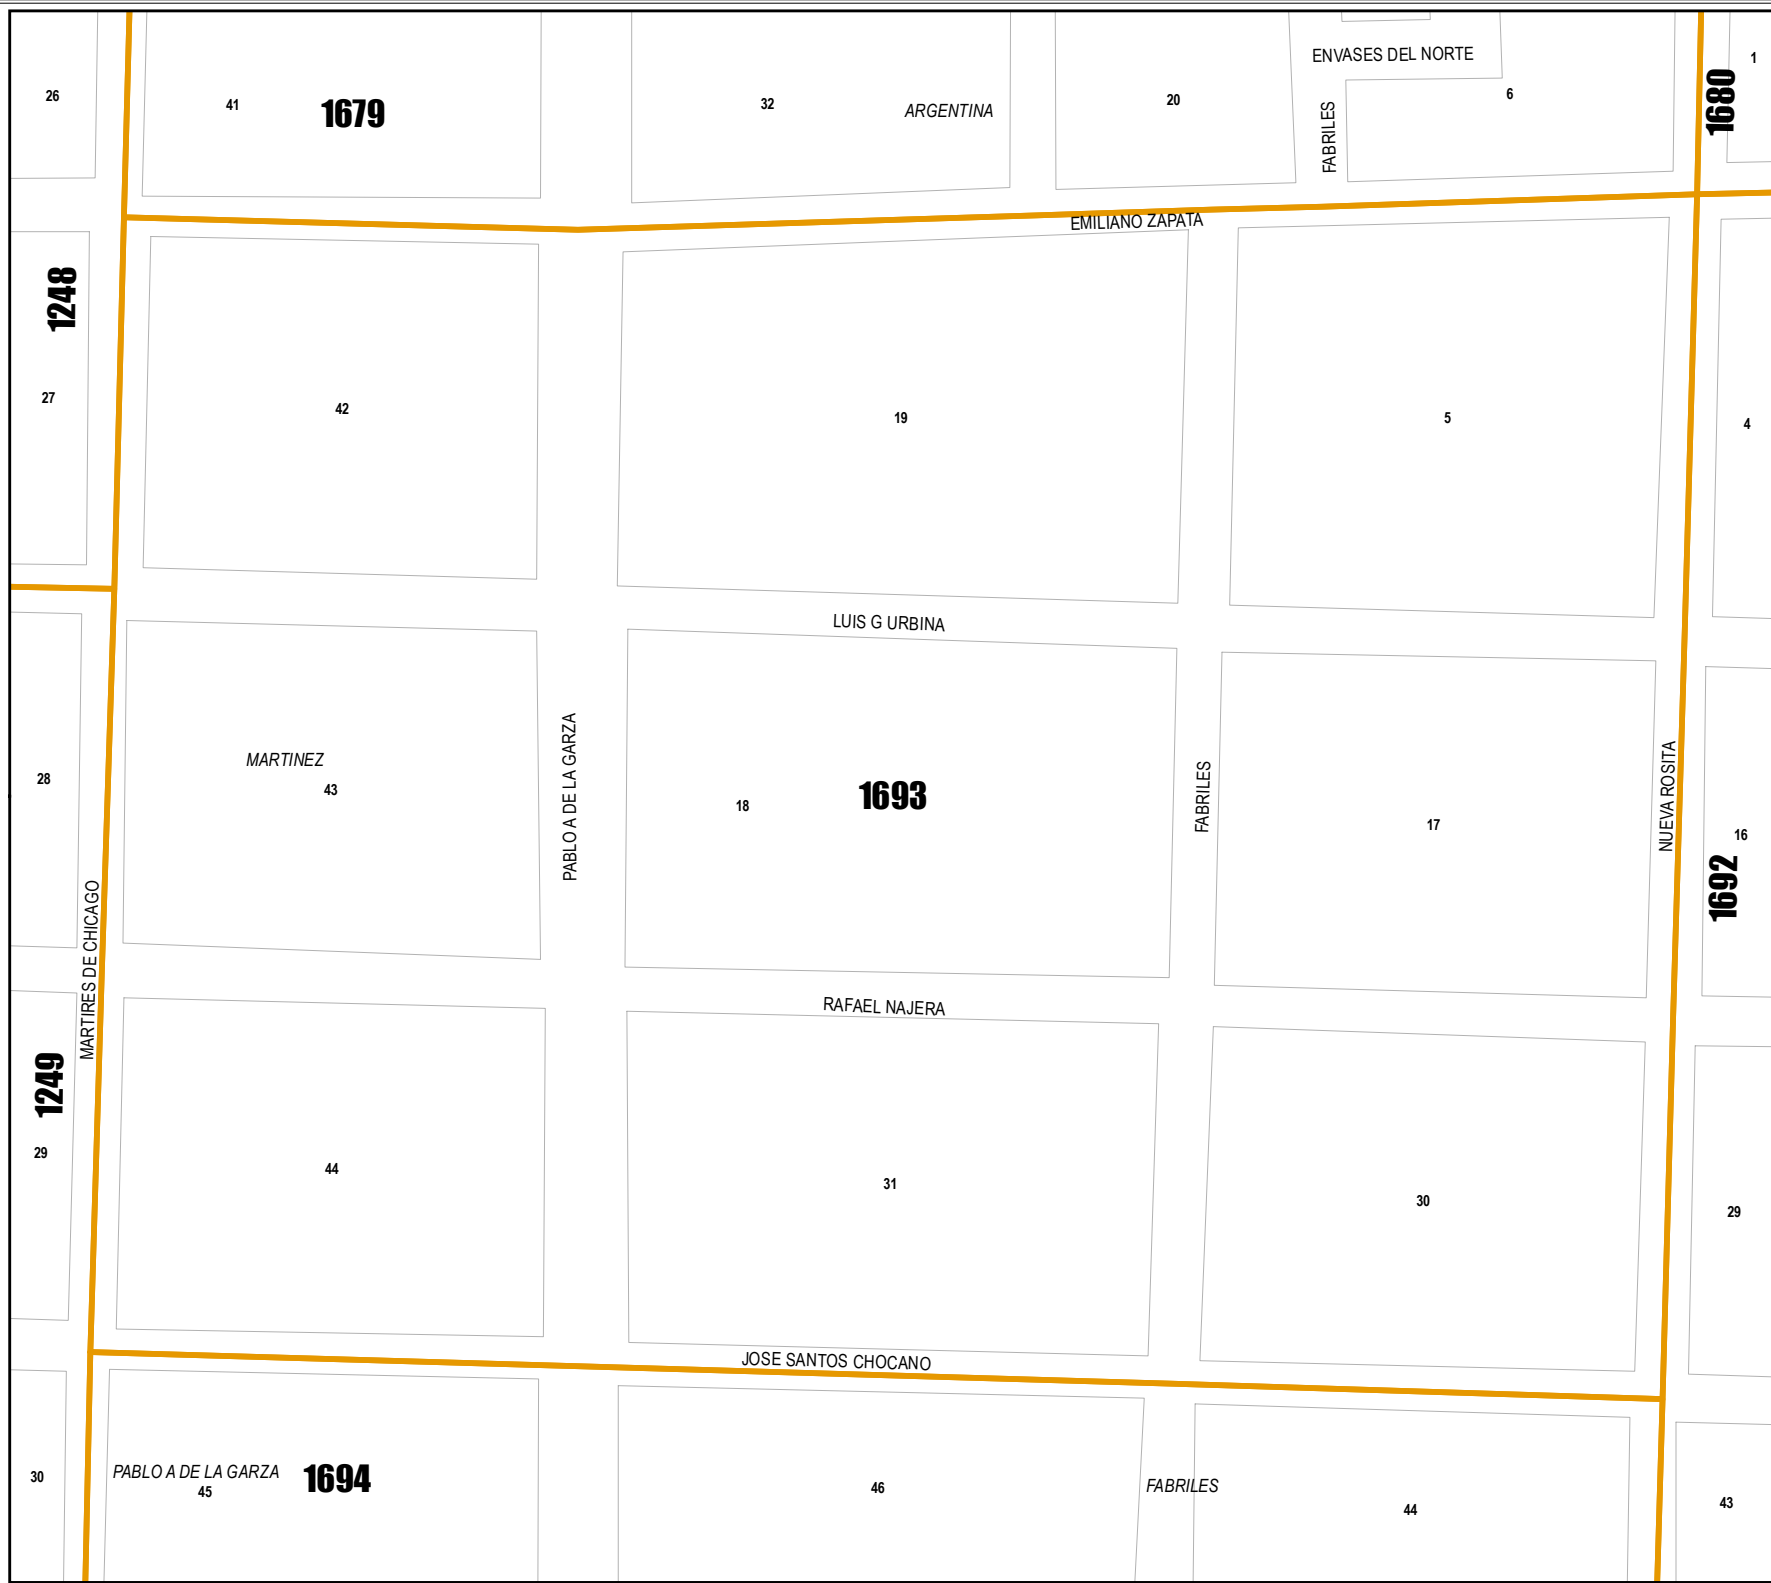 ENVASES DEL NORTE
1
26
41
1679
32
ARGENTINA
20
FABRILES
6
1680
EMILIANO ZAPATA
1248
27
42
19
5
4
LUIS G URBINA
MARTINEZ
43
28
PABLO A DE LA GARZA
18
1693
FABRILES
17
NUEVA ROSITA
16
1692
MARTIRES DE CHICAGO
RAFAEL NAJERA
1249
29
44
31
30
29
JOSE SANTOS CHOCANO
PABLO A DE LA GARZA
1694
30
45
46
FABRILES
44
43